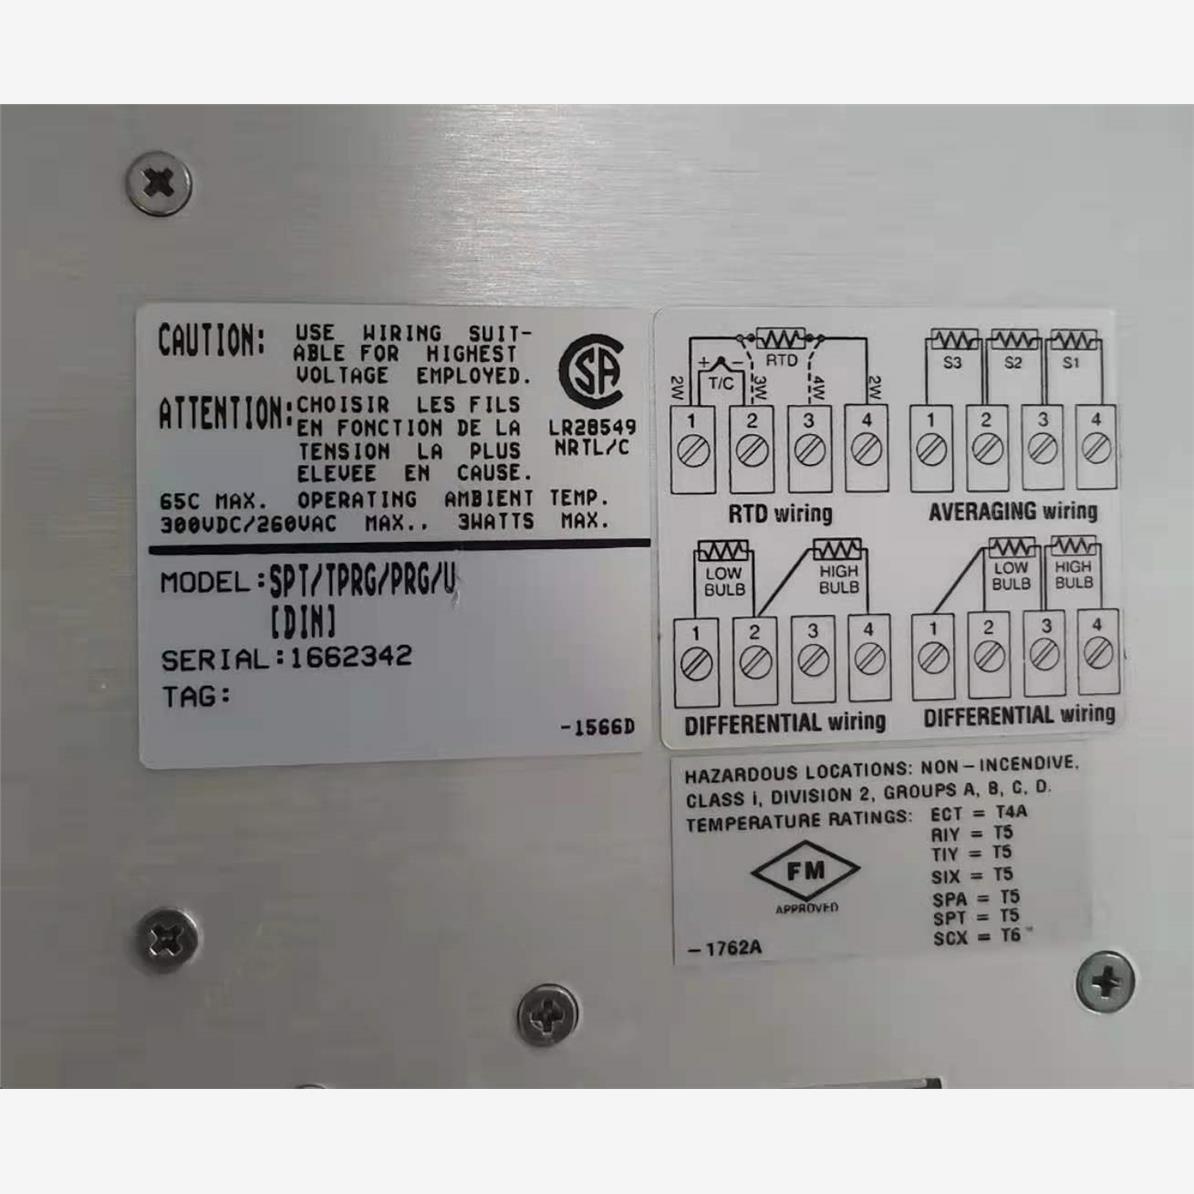 CAUTION: USE WIRING SUIT-
ABLE FOR HIGHEST
VOLTAGE EMPLOYED.
ATTENTION: CHOISIR LES FILS
EN FONCTION DE LA
TENSION LA PLUS
ELEVEE EN CAUSE.
SA
LR28549
NRTL/C
65C MAX. OPERATING AMBIENT TEMP.
300VDC/260VAC MAX., 3WATTS MAX.
MODEL: SPT/TPRG/PRG/U
[DIN]
SERIAL:1662342
TAG:
-1566D
RTD
+ -
2W T/C 3W 4W 2W
1 2 3 4
RTD wiring
S3 S2 S1
1 2 3 4
AVERAGING wiring
LOW BULB HIGH BULB
1 2 3 4
DIFFERENTIAL wiring
LOW BULB HIGH BULB
1 2 3 4
DIFFERENTIAL wiring
HAZARDOUS LOCATIONS: NON-INCENDIVE,
CLASS I, DIVISION 2, GROUPS A, B, C, D.
TEMPERATURE RATINGS: ECT = T4A
RIY = T5
TIY = T5
SIX = T5
SPA = T5
SPT = T5
SCX = T6
FM
APPROVED
-1762A